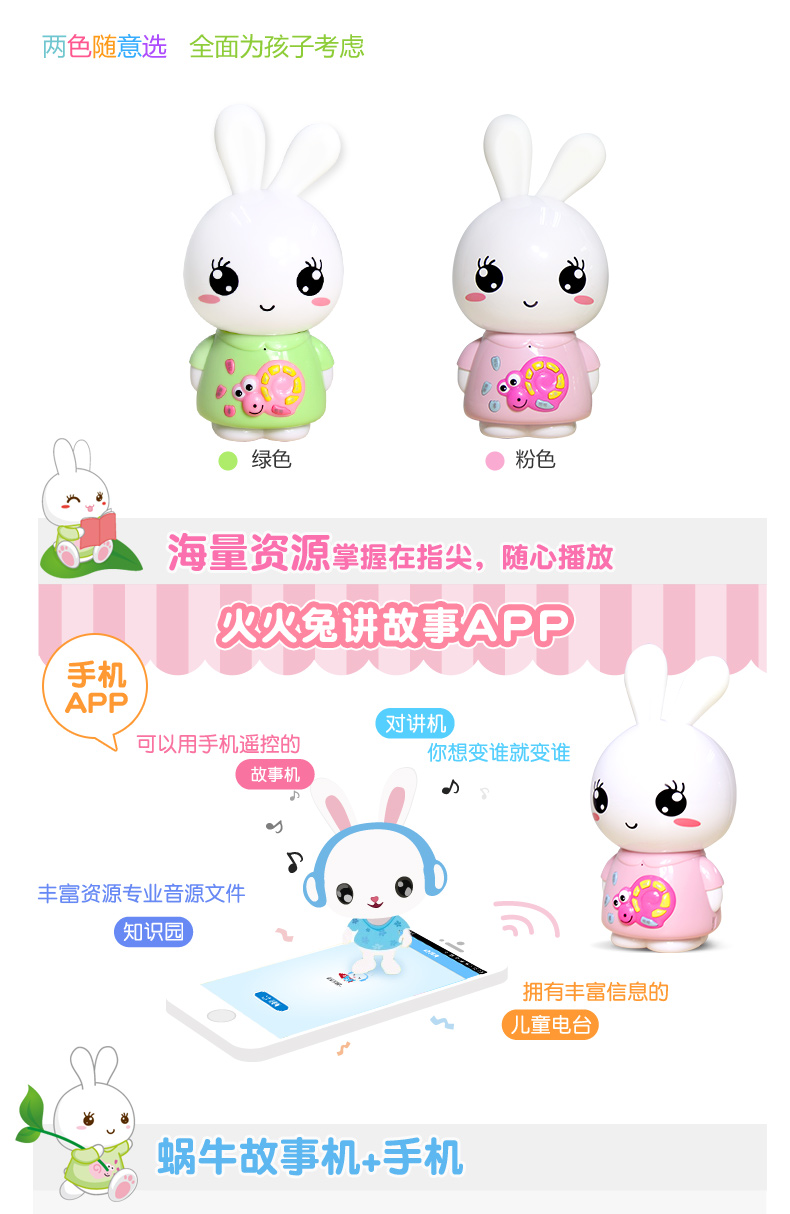 两色随意选 全面为孩子考虑
绿色
粉色
海量资源掌握在指尖，随心播放
火火兔讲故事APP
手机
APP
对讲机
可以用手机遥控的
你想变谁就变谁
故事机
丰富资源专业音源文件
知识园
拥有丰富信息的
儿童电台
蜗牛故事机+手机